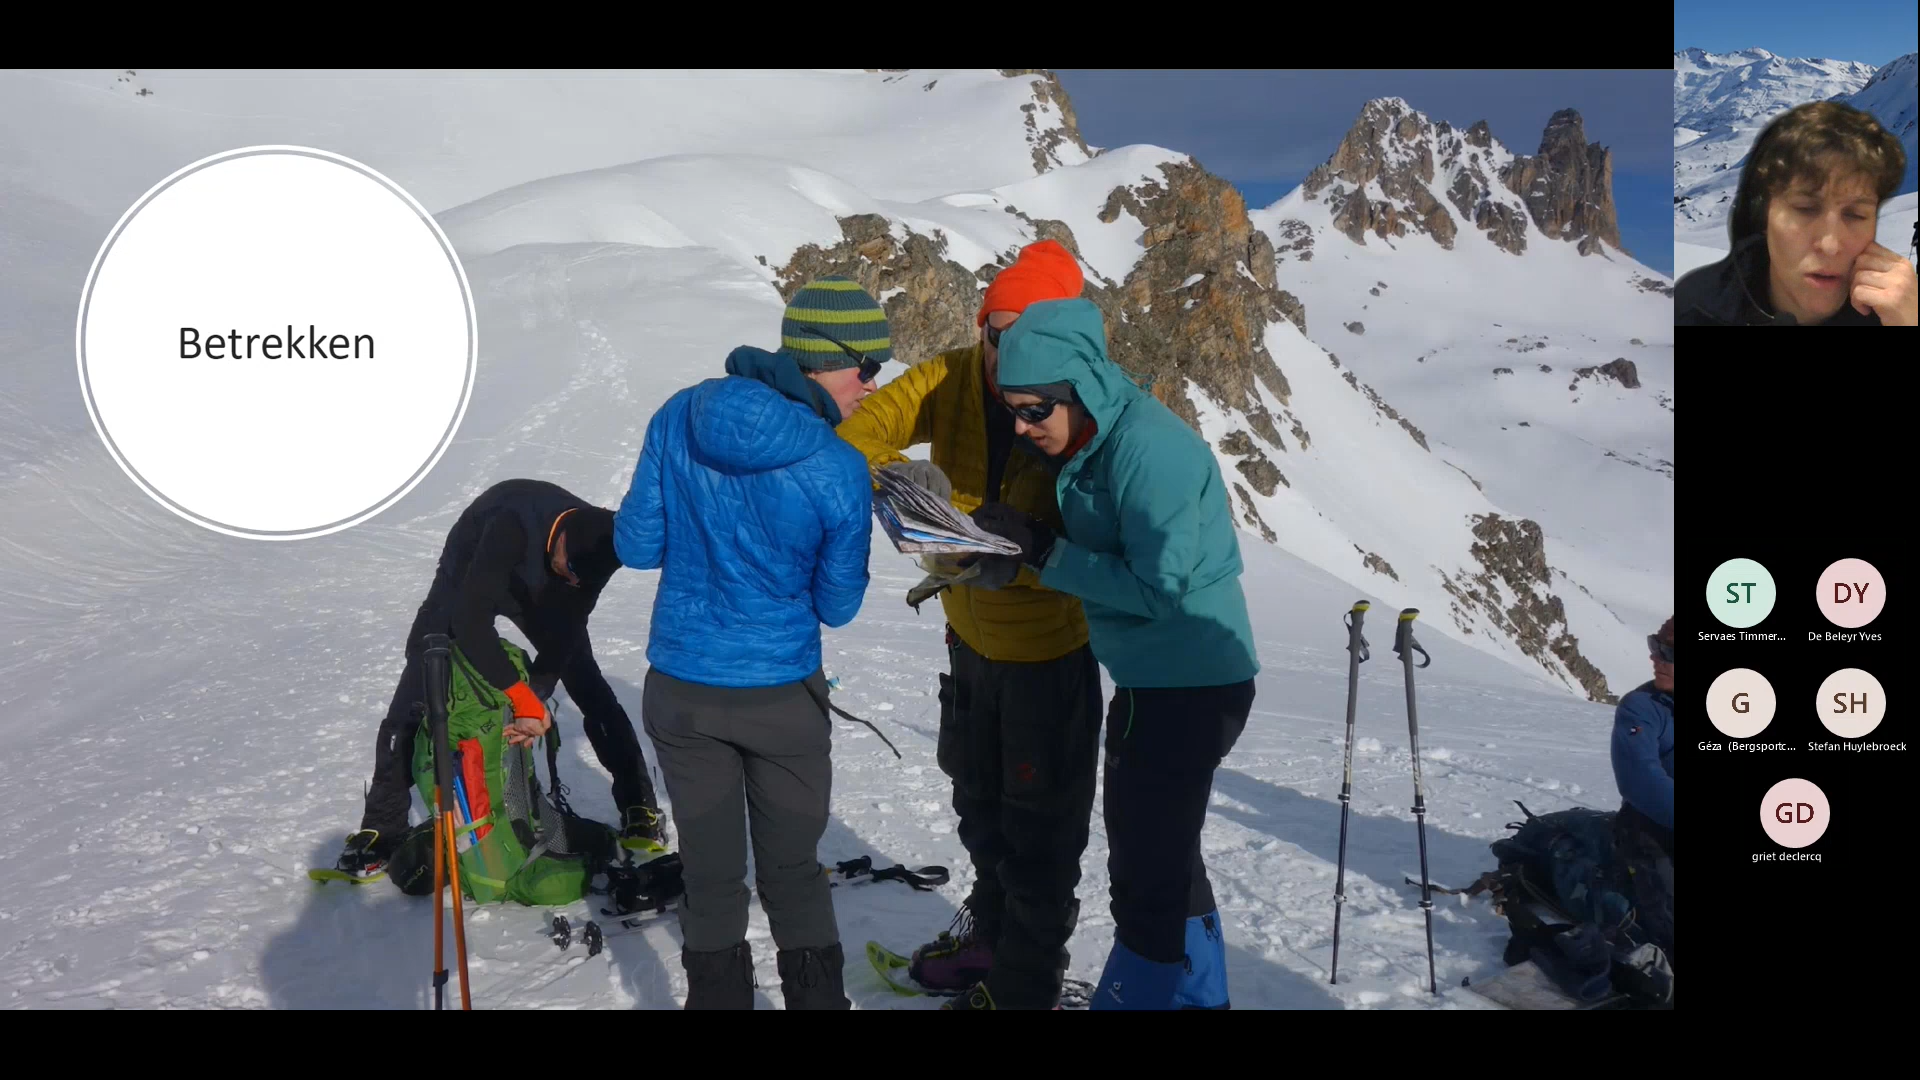 Betrekken
ST
DY
Servaes Timmer...
De Beleyr Yves
G
SH
Géza (Bergsportc...
Stefan Huylebroeck
GD
griet declercq